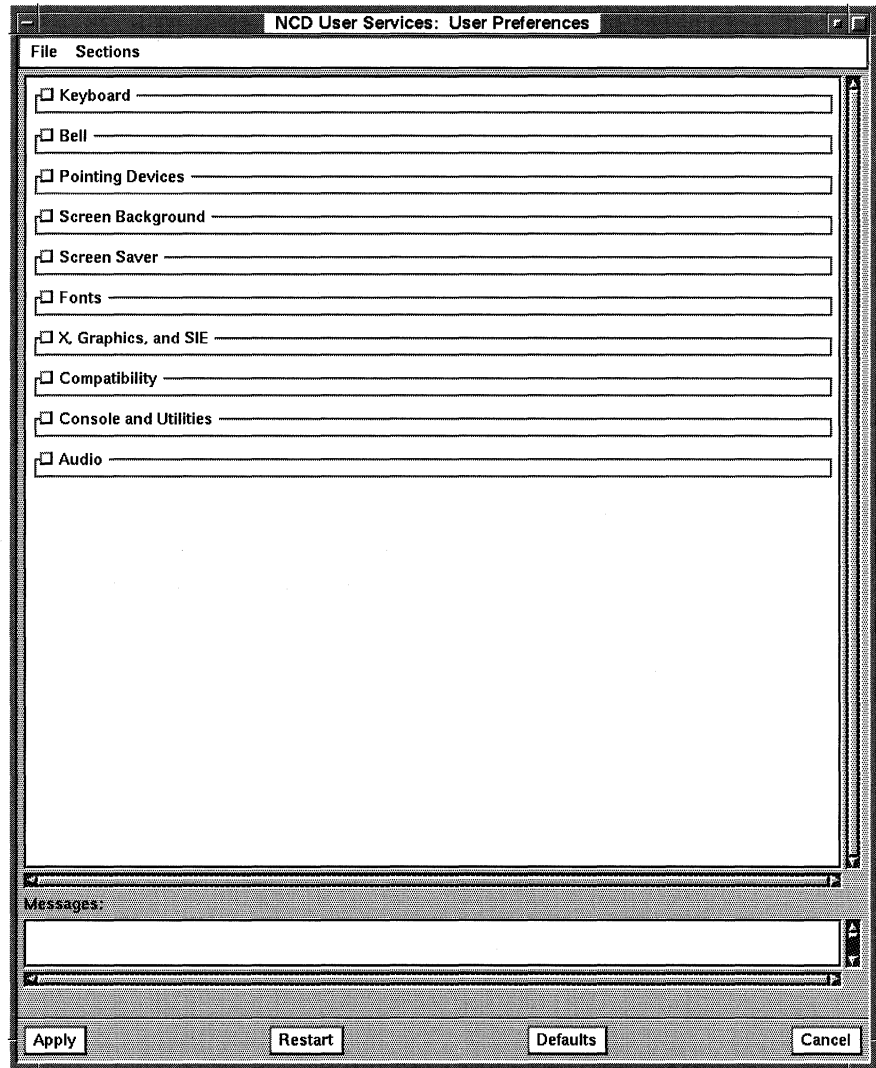 NCD User Services: User Preferences
File Sections
Keyboard
Bell
Pointing Devices
Screen Background
Screen Saver
Fonts
X, Graphics, and SIE
Compatibility
Console and Utilities
Audio
Messages:
Apply Restart Defaults Cancel